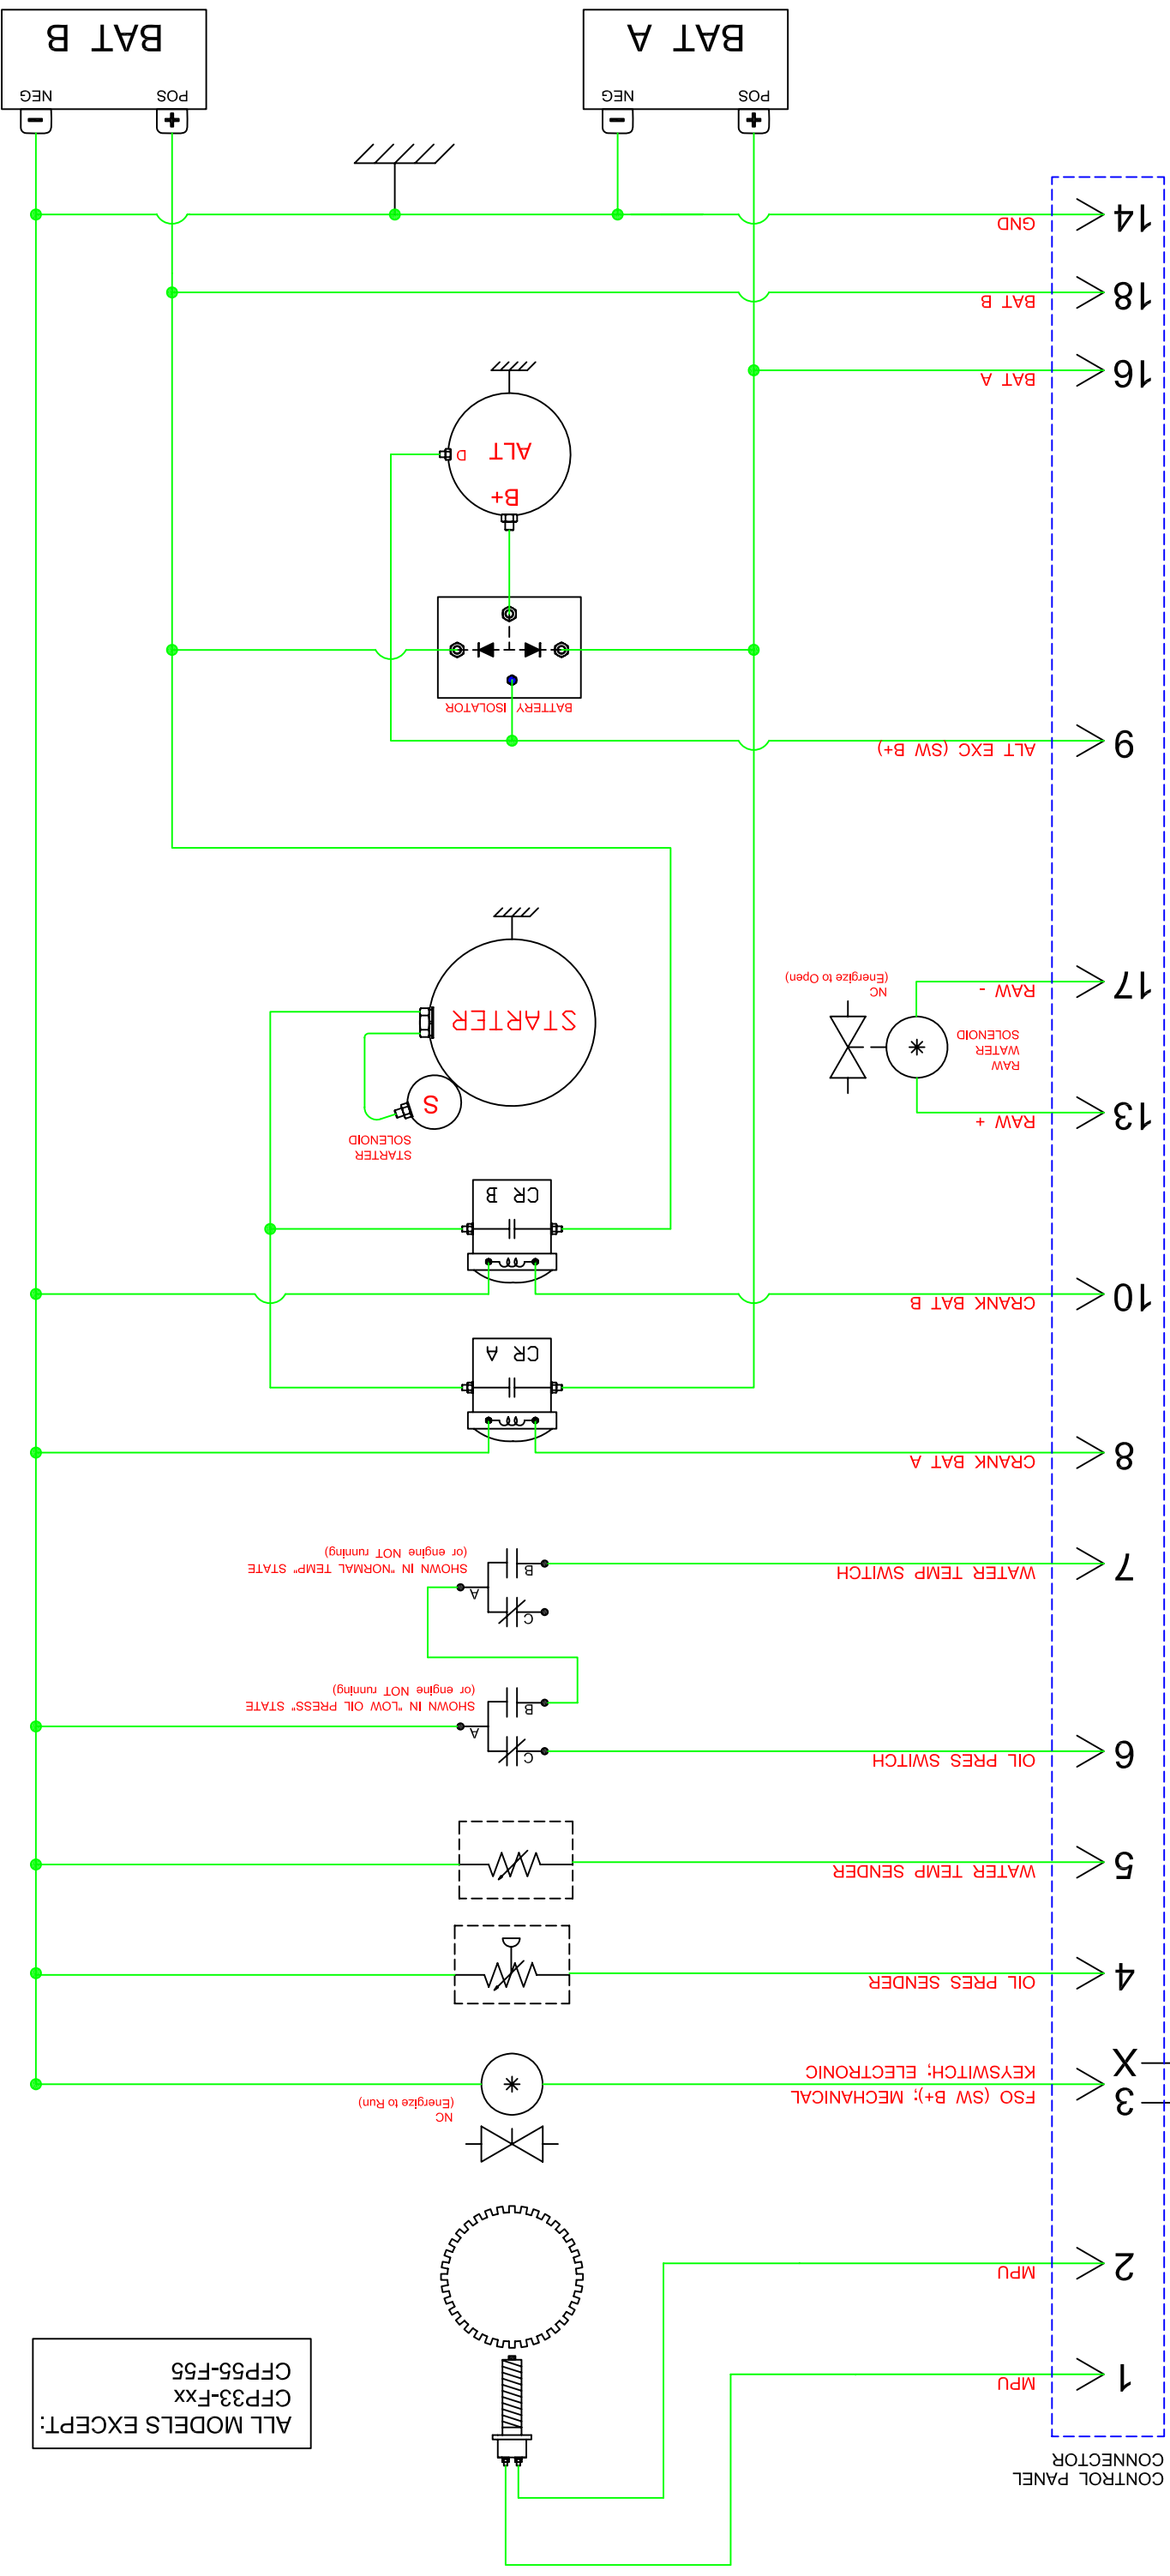 CONTROL PANEL
CONNECTOR
ALL MODELS EXCEPT:
CFP33-Fxx
CFP55-F55
1
MPU
2
MPU
3
X
FSO (SW B+); MECHANICAL
KEYSWITCH; ELECTRONIC
NC
(Energize to Run)
4
OIL PRES SENDER
5
WATER TEMP SENDER
6
OIL PRES SWITCH
C
A
B
SHOWN IN "LOW OIL PRESS" STATE
(or engine NOT running)
7
WATER TEMP SWITCH
C
A
B
SHOWN IN "NORMAL TEMP" STATE
(or engine NOT running)
8
CRANK BAT A
CR A
10
CRANK BAT B
CR B
13
RAW +
RAW
WATER
SOLENOID
NC
(Energize to Open)
17
RAW -
STARTER
SOLENOID
S
STARTER
9
ALT EXC (SW B+)
BATTERY ISOLATOR
B+
ALT
D
16
BAT A
18
BAT B
14
GND
+
-
POS
NEG
BAT A
+
-
POS
NEG
BAT B